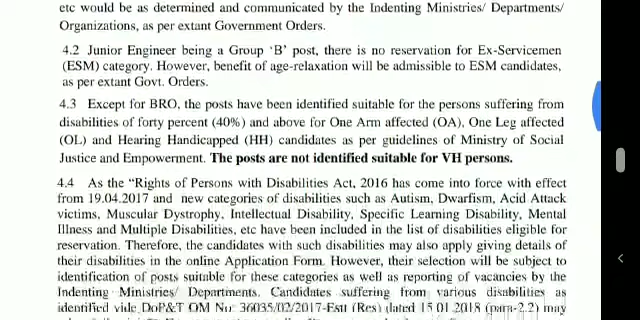 etc would be as determined and communicated by the Indenting Ministries/ Departments/
Organizations, as per extant Government Orders.
4.2 Junior Engineer being a Group 'B' post, there is no reservation for Ex-Servicemen
(ESM) category. However, benefit of age-relaxation will be admissible to ESM candidates,
as per extant Govt. Orders.
4.3 Except for BRO, the posts have been identified suitable for the persons suffering from
disabilities of forty percent (40%) and above for One Arm affected (OA), One Leg affected
(OL) and Hearing Handicapped (HH) candidates as per guidelines of Ministry of Social
Justice and Empowerment. The posts are not identified suitable for VH persons.
4.4 As the "Rights of Persons with Disabilities Act, 2016 has come into force with effect
from 19.04.2017 and new categories of disabilities such as Autism, Dwarfism, Acid Attack
victims, Muscular Dystrophy, Intellectual Disability, Specific Learning Disability, Mental
Illness and Multiple Disabilities, etc have been included in the list of disabilities eligible for
reservation. Therefore, the candidates with such disabilities may also apply giving details of
their disabilities in the online Application Form. However, their selection will be subject to
identification of posts suitable for these categories as well as reporting of vacancies by the
Indenting Ministries/ Departments. Candidates suffering from various disabilities as
identified vide DoP&T OM No. 36035/02/2017-Estt (Res) dated 15.01.2018 (para-2.2) may